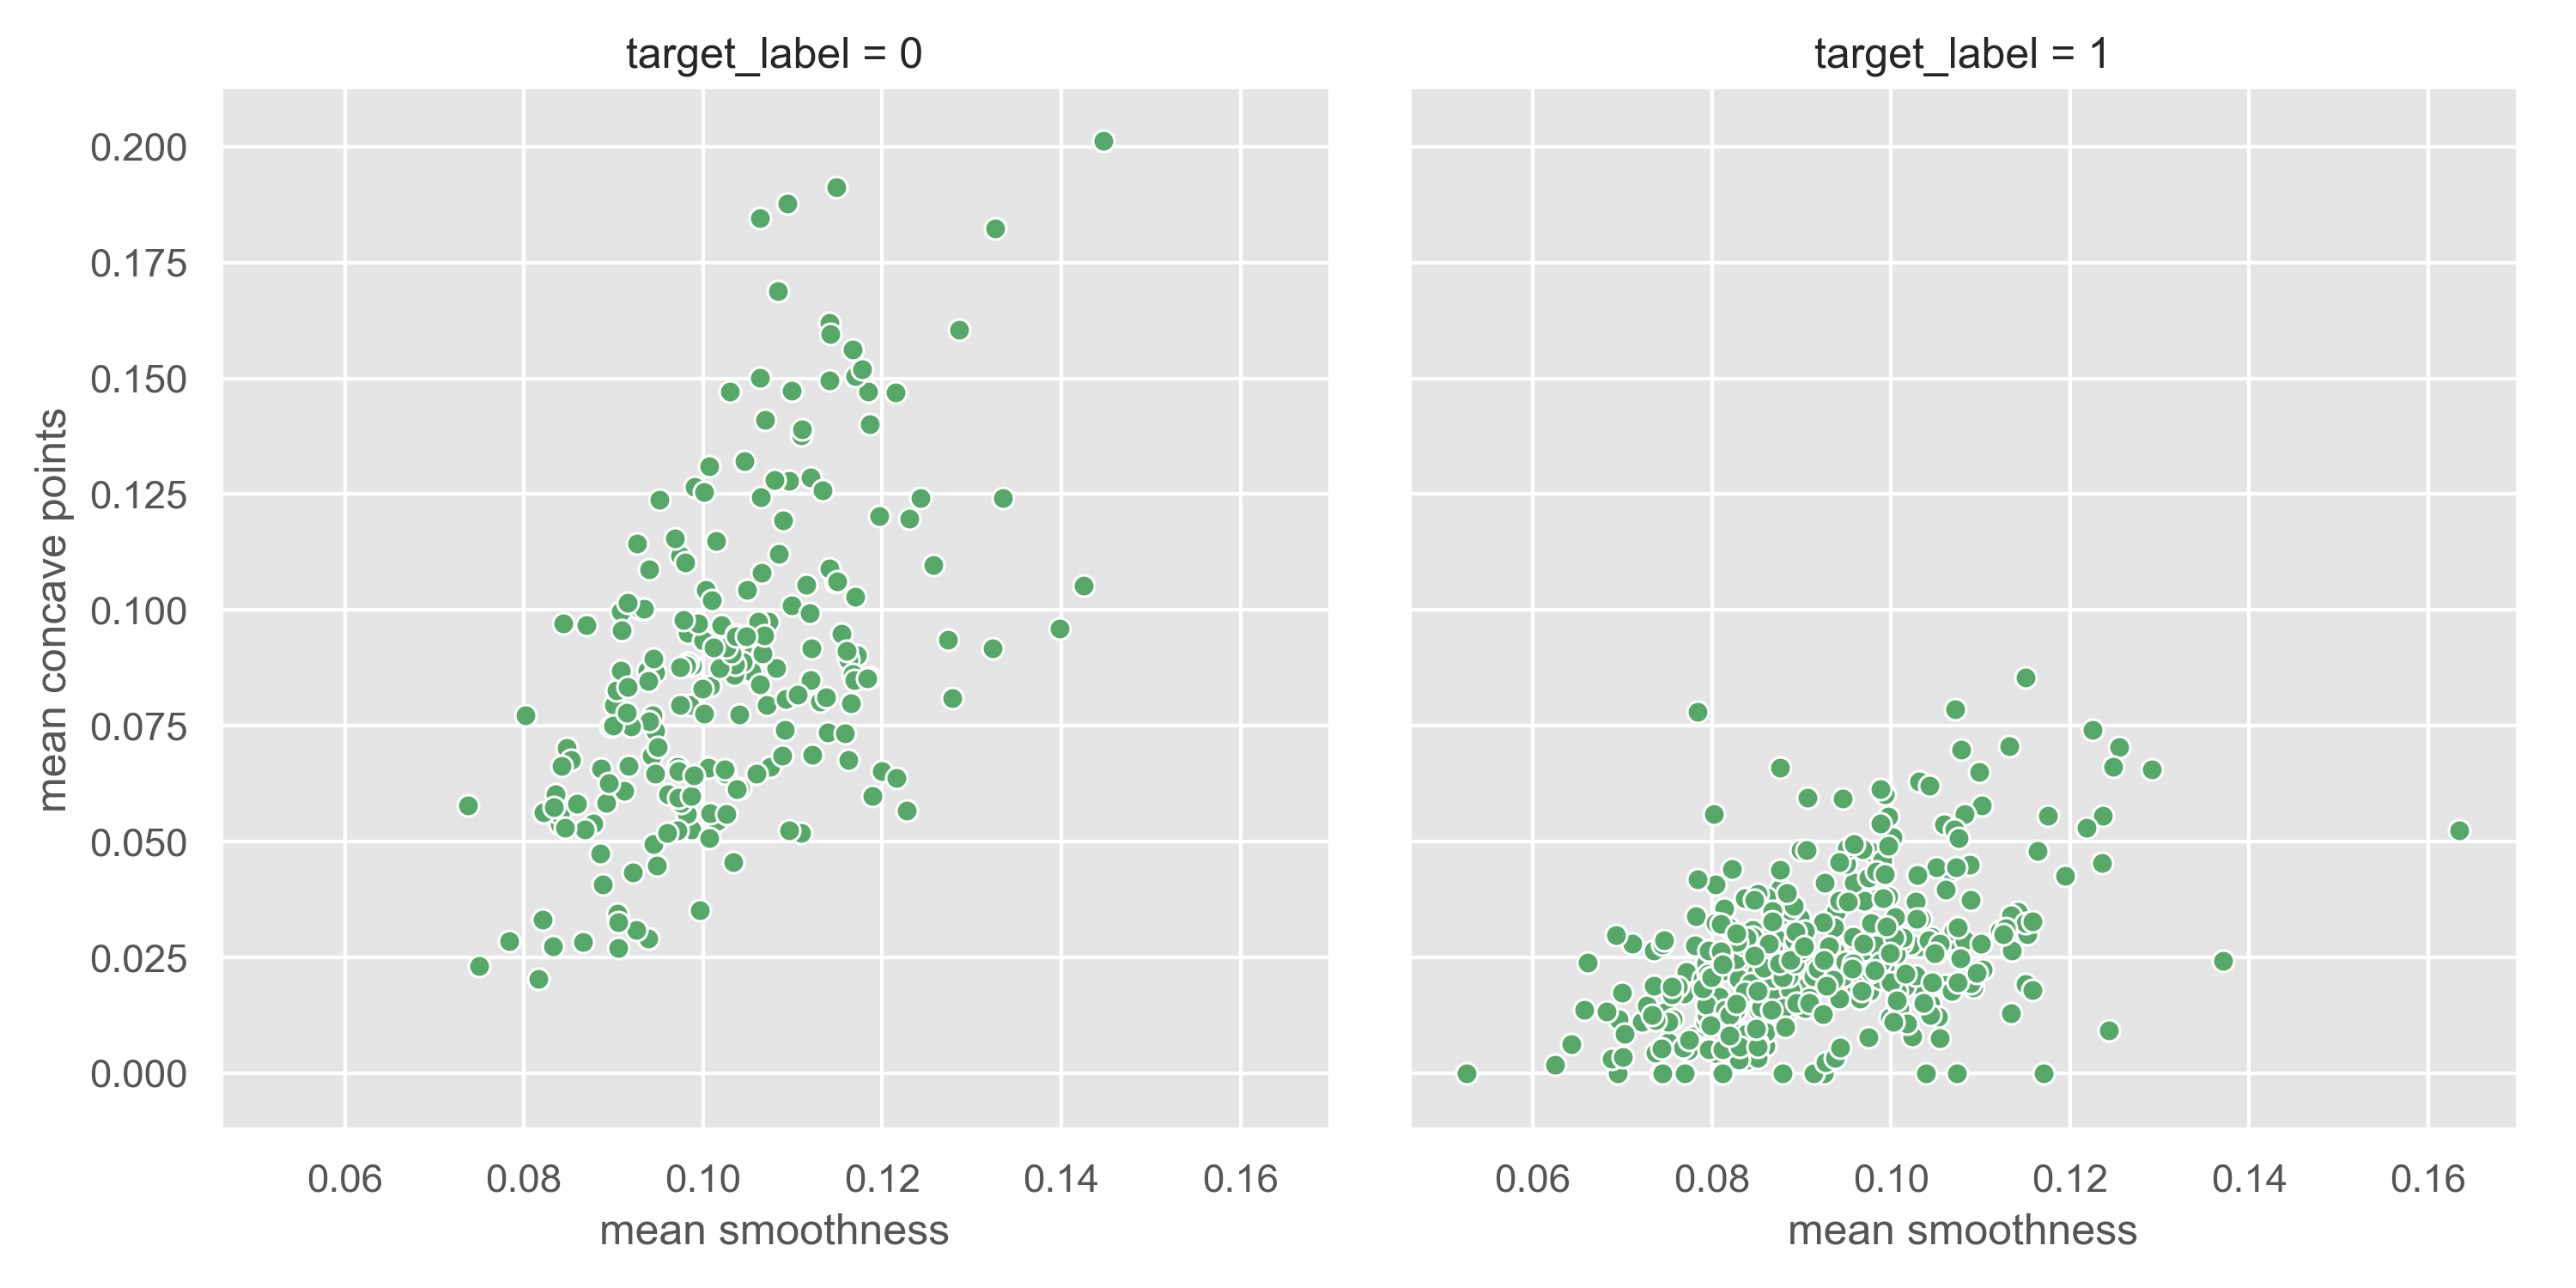 target_label = 0
target_label = 1
mean concave points
0.200
0.175
0.150
0.125
0.100
0.075
0.050
0.025
0.000
0.06 0.08 0.10 0.12 0.14 0.16
0.06 0.08 0.10 0.12 0.14 0.16
mean smoothness
mean smoothness